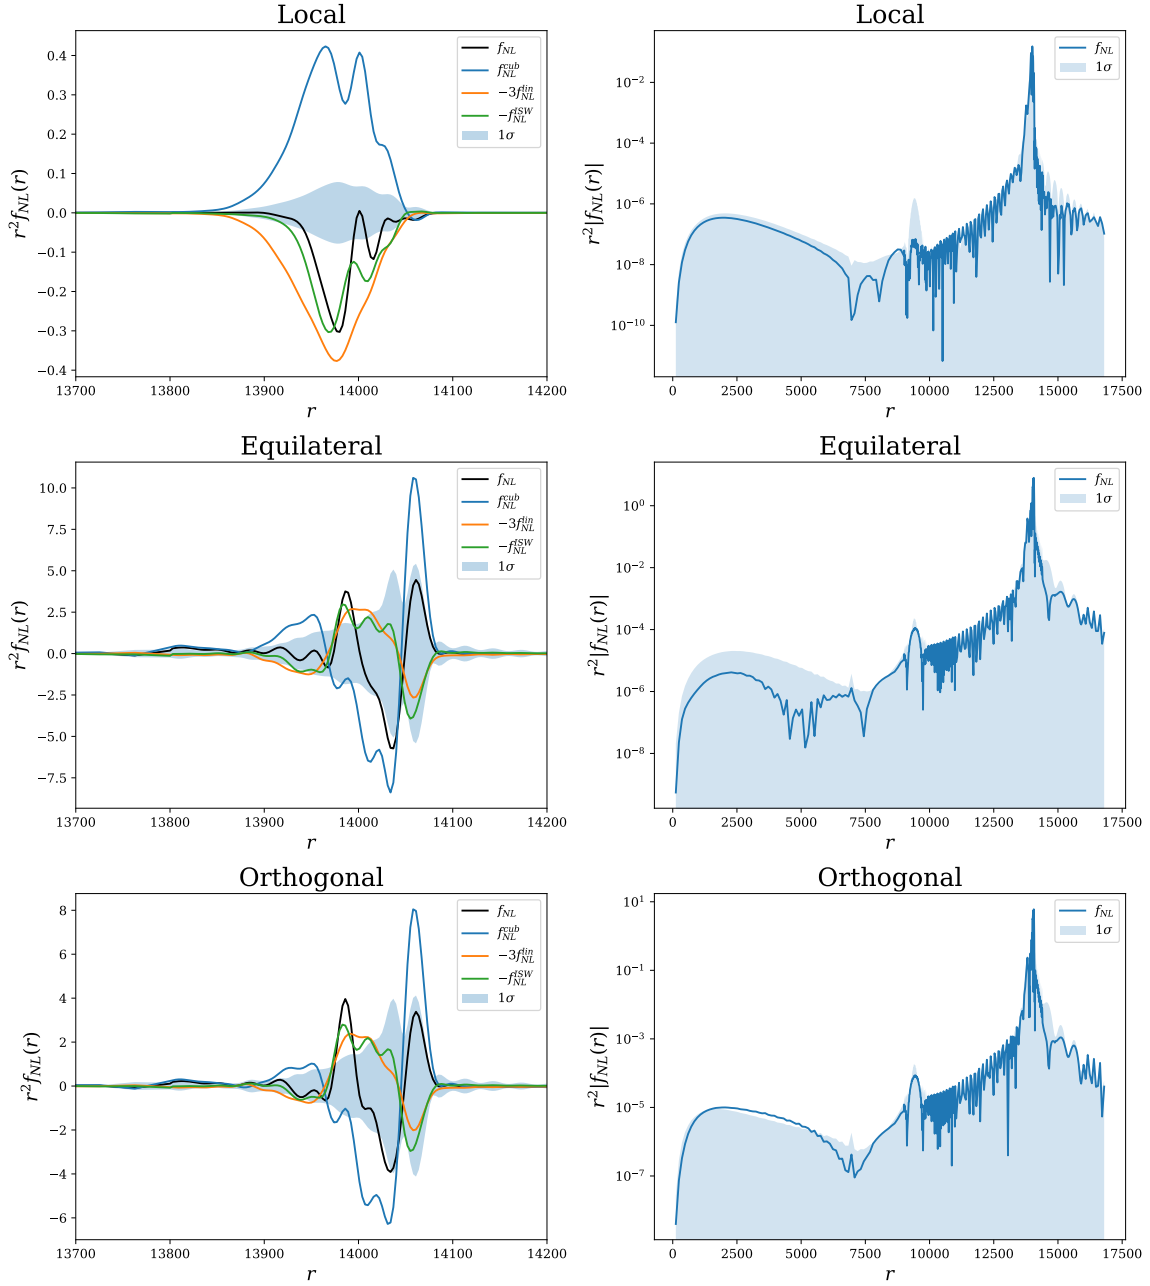 Local
r²f_NL(r)
0.4
0.3
0.2
0.1
0.0
−0.1
−0.2
−0.3
−0.4
f_NL
f_NL^cub
−3f_NL^lin
−f_NL^ISW
1σ
13700 13800 13900 14000 14100 14200
r
Local
r²|f_NL(r)|
10⁻²
10⁻⁴
10⁻⁶
10⁻⁸
10⁻¹⁰
f_NL
1σ
0 2500 5000 7500 10000 12500 15000 17500
r
Equilateral
r²f_NL(r)
10.0
7.5
5.0
2.5
0.0
−2.5
−5.0
−7.5
f_NL
f_NL^cub
−3f_NL^lin
−f_NL^ISW
1σ
13700 13800 13900 14000 14100 14200
r
Equilateral
r²|f_NL(r)|
10⁰
10⁻²
10⁻⁴
10⁻⁶
10⁻⁸
f_NL
1σ
0 2500 5000 7500 10000 12500 15000 17500
r
Orthogonal
r²f_NL(r)
8
6
4
2
0
−2
−4
−6
f_NL
f_NL^cub
−3f_NL^lin
−f_NL^ISW
1σ
13700 13800 13900 14000 14100 14200
r
Orthogonal
r²|f_NL(r)|
10¹
10⁻¹
10⁻³
10⁻⁵
10⁻⁷
f_NL
1σ
0 2500 5000 7500 10000 12500 15000 17500
r